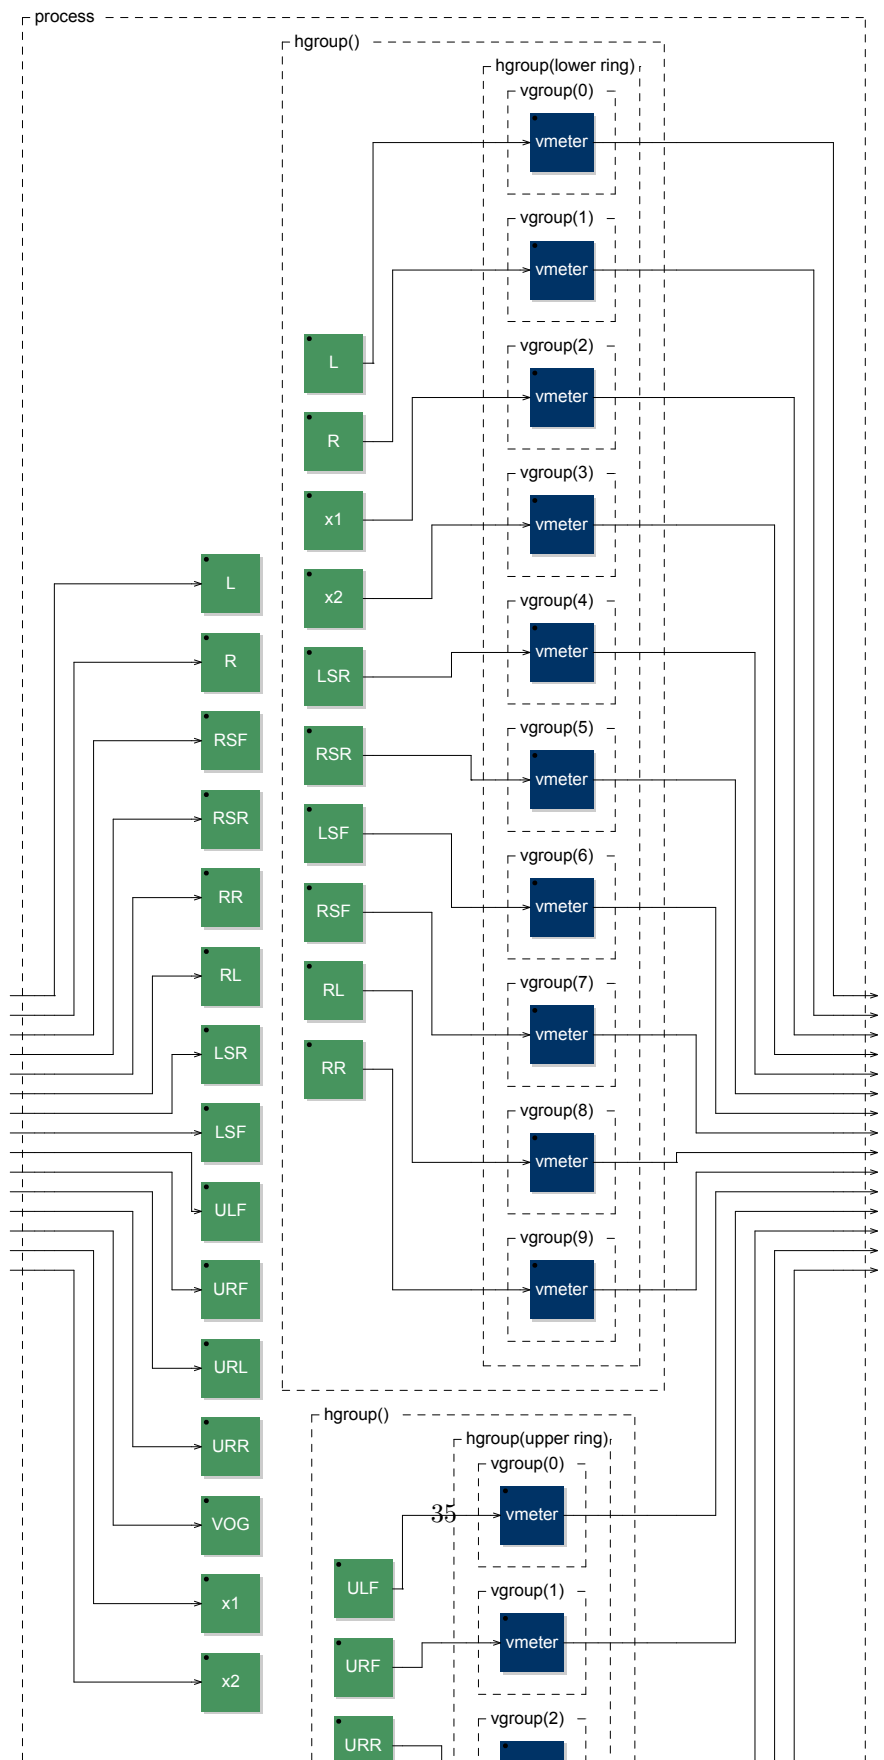 process
hgroup()
hgroup(lower ring)
vgroup(0)
vmeter
vgroup(1)
vmeter
vgroup(2)
vmeter
vgroup(3)
vmeter
vgroup(4)
vmeter
vgroup(5)
vmeter
vgroup(6)
vmeter
vgroup(7)
vmeter
vgroup(8)
vmeter
vgroup(9)
vmeter
L
R
x1
x2
LSR
RSR
LSF
RSF
RL
RR
L
R
RSF
RSR
RR
RL
LSR
LSF
ULF
URF
URL
URR
VOG
x1
x2
hgroup()
hgroup(upper ring)
vgroup(0)
35
vmeter
ULF
vgroup(1)
vmeter
URF
vgroup(2)
URR